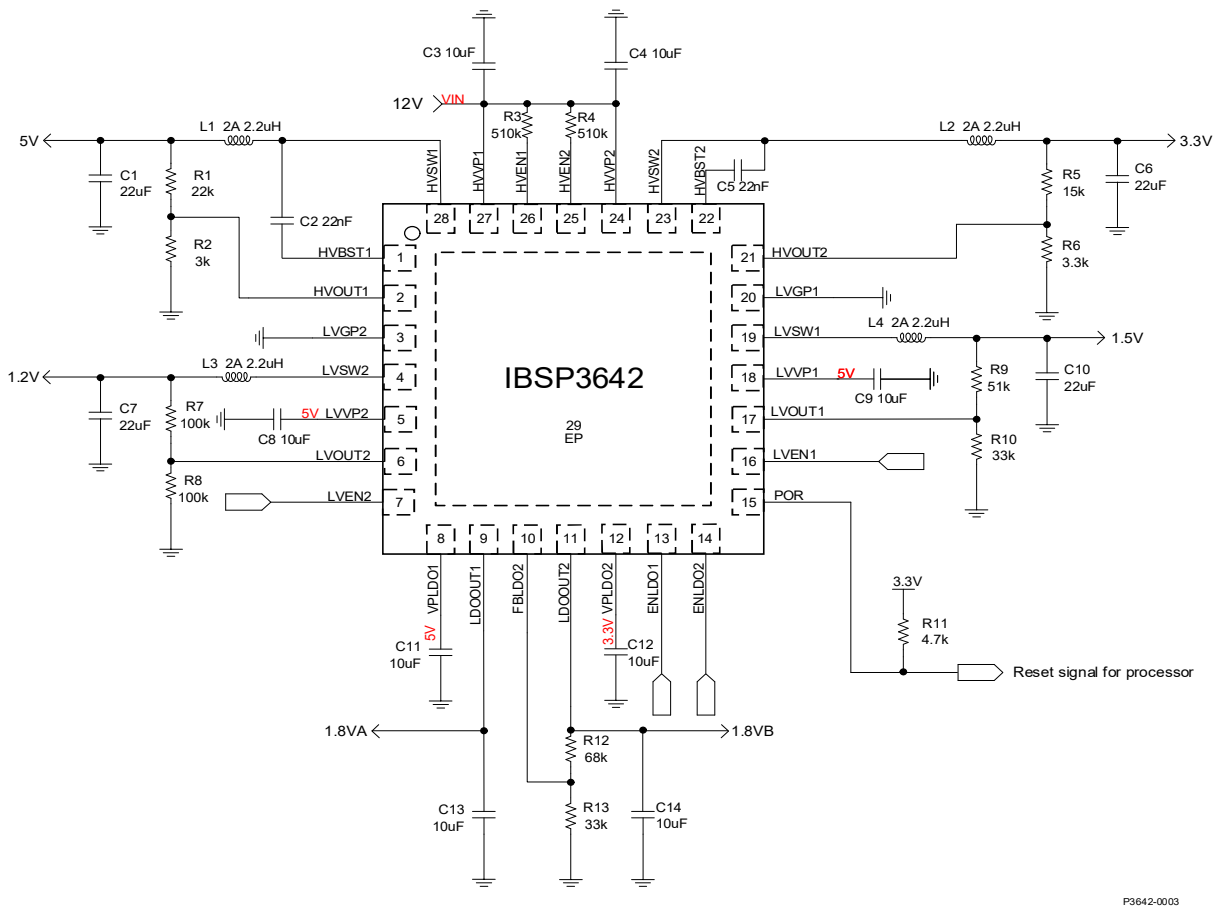 C3 10uF
C4 10uF
12V
VIN
R3
510k
R4
510k
5V
L1 2A 2.2uH
L2 2A 2.2uH
3.3V
C1
22uF
R1
22k
R2
3k
C2 22nF
HVSW1
HVVP1
HVEN1
HVEN2
HVVP2
HVSW2
HVBST2
C5 22nF
R5
15k
C6
22uF
R6
3.3k
28
27
26
25
24
23
22
HVBST1
1
21
HVOUT2
HVOUT1
2
20
LVGP1
LVGP2
3
19
LVSW1
L4 2A 2.2uH
1.5V
1.2V
L3 2A 2.2uH
LVSW2
4
IBSP3642
18
LVVP1
5V
C9 10uF
R9
51k
C10
22uF
C7
22uF
R7
100k
5V
LVVP2
C8 10uF
5
29
EP
17
LVOUT1
LVOUT2
6
16
LVEN1
R10
33k
R8
100k
LVEN2
7
15
POR
8
9
10
11
12
13
14
VPLDO1
LDOOUT1
FBLDO1
LDOOUT2
VPLDO2
ENLDO1
ENLDO2
5V
3.3V
C11
10uF
C12
10uF
3.3V
R11
4.7k
Reset signal for processor
1.8VA
1.8VB
R12
68k
C13
10uF
R13
33k
C14
10uF
P3642-0003